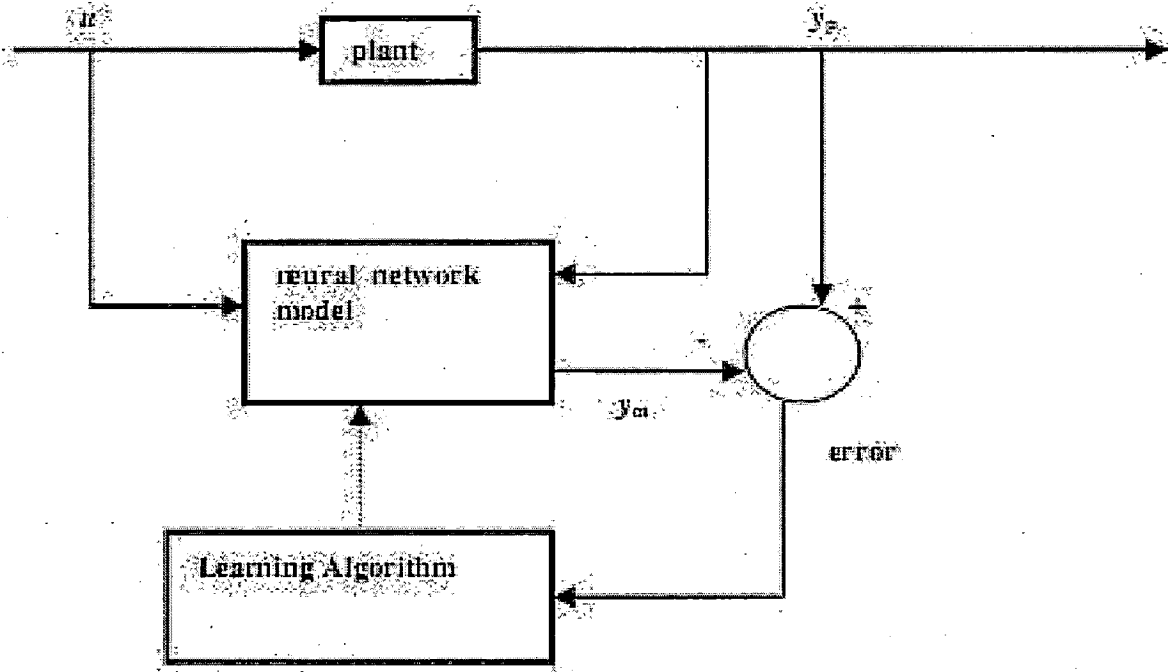 u
yp
plant
neural network
model
+
-
ym
error
Learning Algorithm